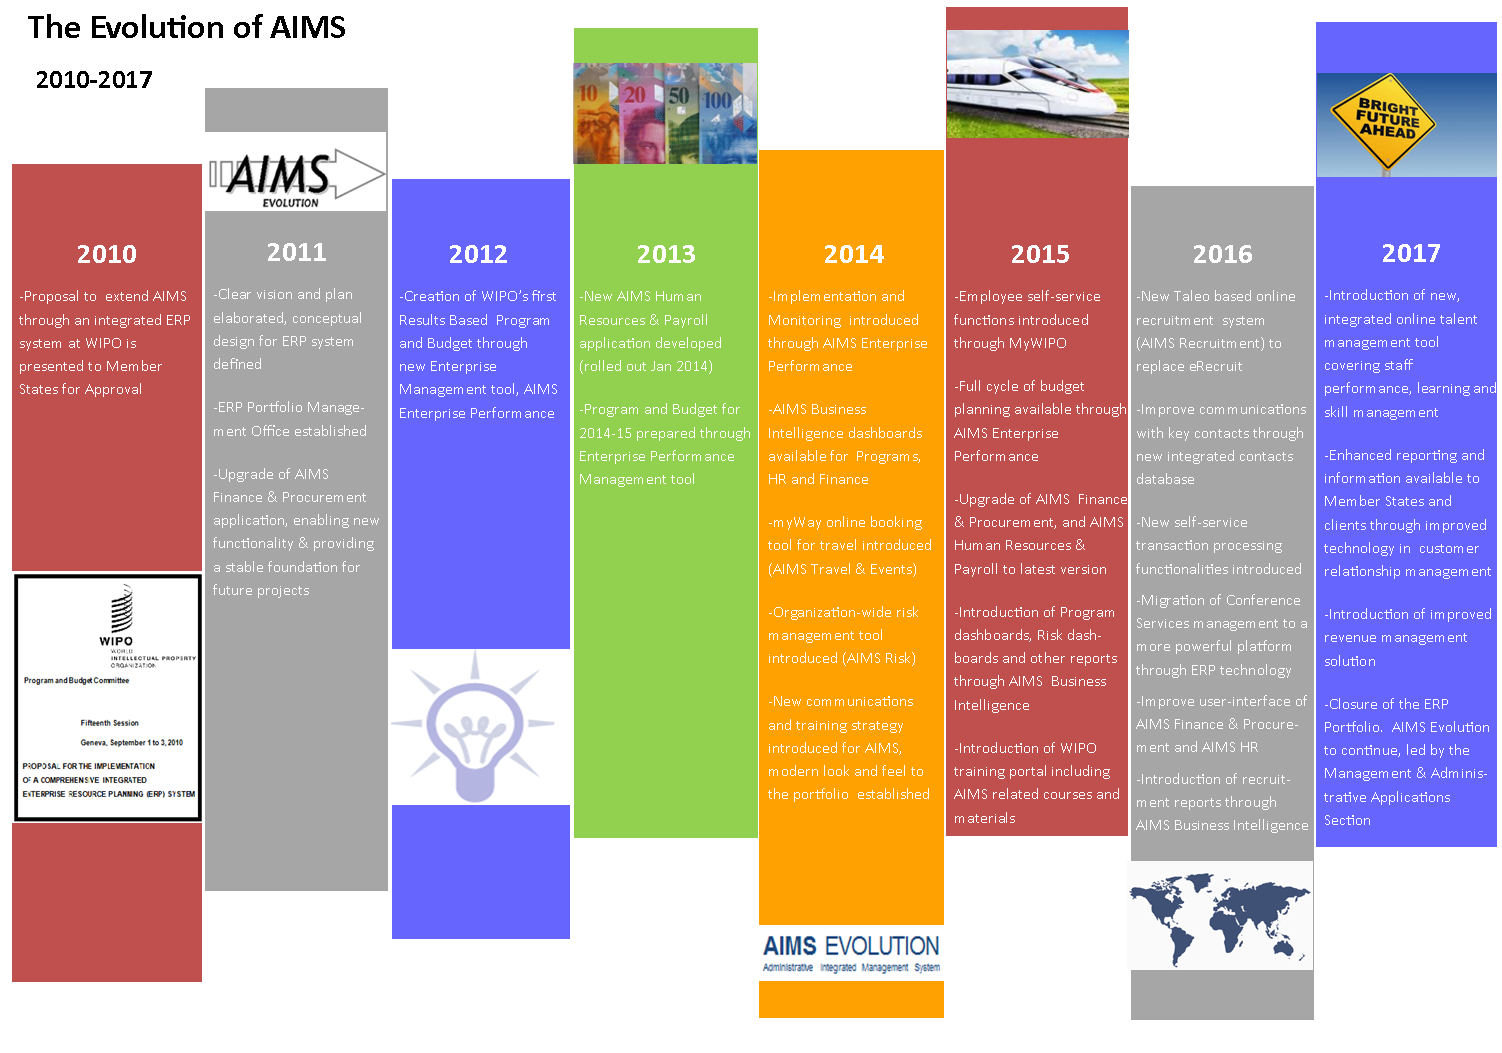 The Evolution of AIMS
2010-2017
2010
-Proposal to extend AIMS
through an integrated ERP
system at WIPO is
presented to Member
States for Approval
WIPO
WORLD
INTELLECTUAL PROPERTY
ORGANIZATION
Program and Budget Committee
Fifteenth Session
Geneva, September 1 to 3, 2010
PROPOSAL FOR THE IMPLEMENTATION
OF A COMPREHENSIVE INTEGRATED
ENTERPRISE RESOURCE PLANNING (ERP) SYSTEM
AIMS
EVOLUTION
2011
-Clear vision and plan
elaborated, conceptual
design for ERP system
defined
-ERP Portfolio Manage-
ment Office established
-Upgrade of AIMS
Finance & Procurement
application, enabling new
functionality & providing
a stable foundation for
future projects
2012
-Creation of WIPO's first
Results Based Program
and Budget through
new Enterprise
Management tool, AIMS
Enterprise Performance
10 20 50 100
2013
-New AIMS Human
Resources & Payroll
application developed
(rolled out Jan 2014)
-Program and Budget for
2014-15 prepared through
Enterprise Performance
Management tool
2014
-Implementation and
Monitoring introduced
through AIMS Enterprise
Performance
-AIMS Business
Intelligence dashboards
available for Programs,
HR and Finance
-myWay online booking
tool for travel introduced
(AIMS Travel & Events)
-Organization-wide risk
management tool
introduced (AIMS Risk)
-New communications
and training strategy
introduced for AIMS,
modern look and feel to
the portfolio established
AIMS EVOLUTION
Administrative Integrated Management System
2015
-Employee self-service
functions introduced
through MyWIPO
-Full cycle of budget
planning available through
AIMS Enterprise
Performance
-Upgrade of AIMS Finance
& Procurement, and AIMS
Human Resources &
Payroll to latest version
-Introduction of Program
dashboards, Risk dash-
boards and other reports
through AIMS Business
Intelligence
-Introduction of WIPO
training portal including
AIMS related courses and
materials
2016
-New Taleo based online
recruitment system
(AIMS Recruitment) to
replace eRecruit
-Improve communications
with key contacts through
new integrated contacts
database
-New self-service
transaction processing
functionalities introduced
-Migration of Conference
Services management to a
more powerful platform
through ERP technology
-Improve user-interface of
AIMS Finance & Procure-
ment and AIMS HR
-Introduction of recruit-
ment reports through
AIMS Business Intelligence
BRIGHT
FUTURE
AHEAD
2017
-Introduction of new,
integrated online talent
management tool
covering staff
performance, learning and
skill management
-Enhanced reporting and
information available to
Member States and
clients through improved
technology in customer
relationship management
-Introduction of improved
revenue management
solution
-Closure of the ERP
Portfolio. AIMS Evolution
to continue, led by the
Management & Adminis-
trative Applications
Section